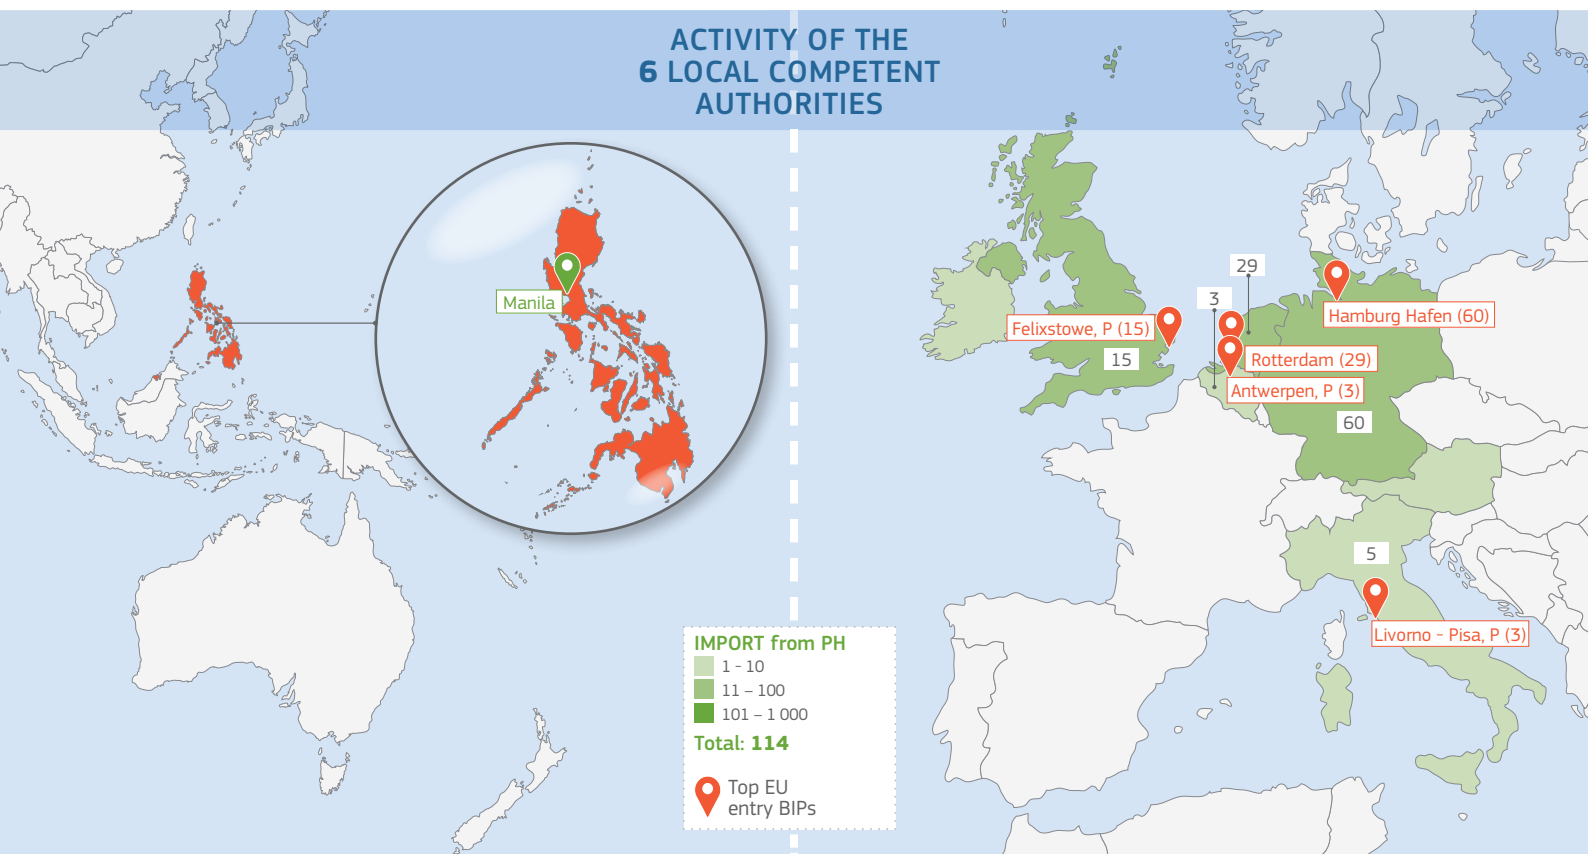 ACTIVITY OF THE
6 LOCAL COMPETENT
AUTHORITIES
Manila
29
3
Hamburg Hafen (60)
Felixstowe, P (15)
15
Rotterdam (29)
Antwerpen, P (3)
60
5
Livorno - Pisa, P (3)
IMPORT from PH
1 - 10
11 – 100
101 – 1 000
Total: 114
Top EU
entry BIPs